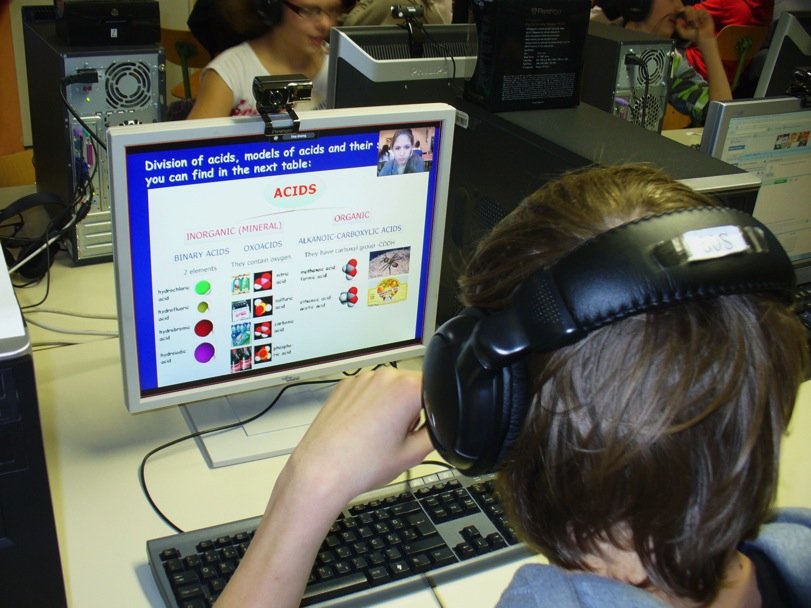 Division of acids, models of acids and their
you can find in the next table:
ACIDS
INORGANIC (MINERAL)
ORGANIC
BINARY ACIDS
OXOACIDS
ALKANOIC-CARBOXYLIC ACIDS
2 elements
They contain oxygen
They have carboxyl group -COOH
hydrochloric
acid
hydrofluoric
acid
hydrobromic
acid
hydroiodic
acid
nitric
acid
sulfuric
acid
carbonic
acid
phospho-
ric acid
methanoic acid
formic acid
ethanoic acid
acetic acid
PHILIPS